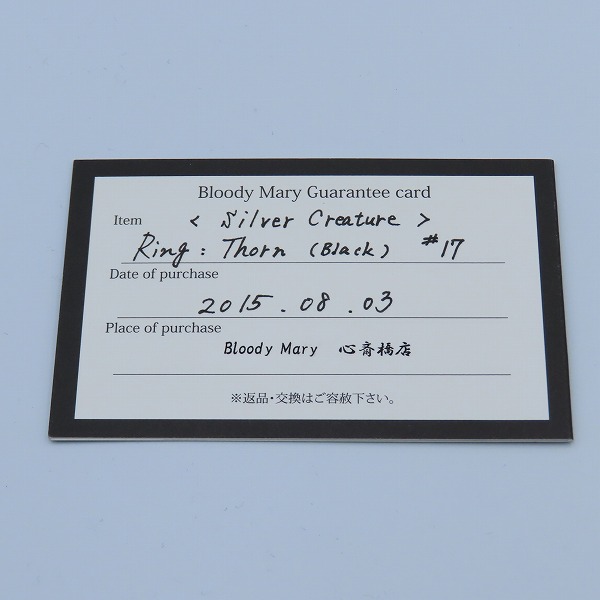 Bloody Mary Guarantee card
Item < Silver Creature >
Ring : Thorn (Black) #17
Date of purchase
2015 . 08 . 03
Place of purchase
Bloody Mary 心斎橋店
※返品・交換はご容赦下さい。